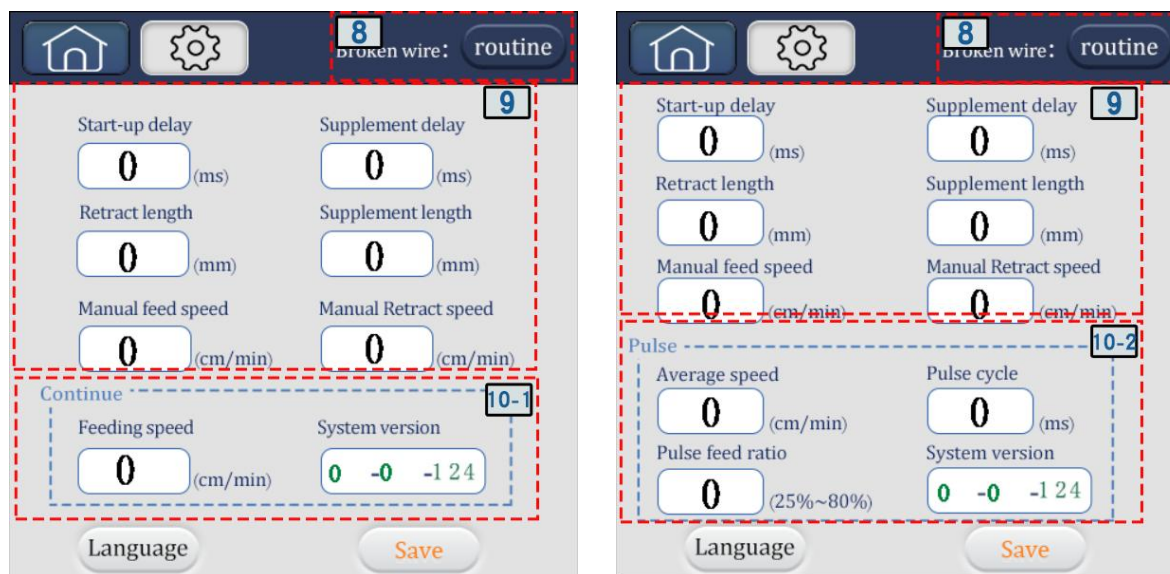 8
Broken wire: routine
9
Start-up delay
Supplement delay
0 (ms)
0 (ms)
Retract length
Supplement length
0 (mm)
0 (mm)
Manual feed speed
Manual Retract speed
0 (cm/min)
0 (cm/min)
10-1
Continue
Feeding speed
System version
0 (cm/min)
0 -0 -124
Language
Save
8
Broken wire: routine
9
Start-up delay
Supplement delay
0 (ms)
0 (ms)
Retract length
Supplement length
0 (mm)
0 (mm)
Manual feed speed
Manual Retract speed
0 (cm/min)
0 (cm/min)
10-2
Pulse
Average speed
Pulse cycle
0 (cm/min)
0 (ms)
Pulse feed ratio
System version
0 (25%~80%)
0 -0 -124
Language
Save